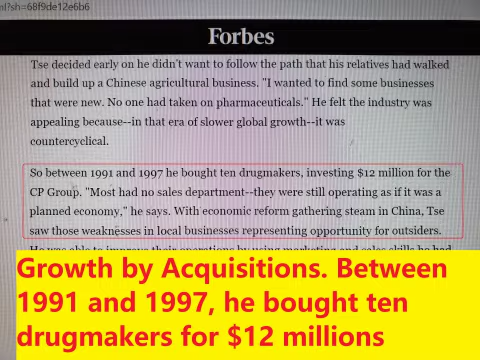 ml?sh=68f9de12e6b6
Forbes
Tse decided early on he didn't want to follow the path that his relatives had walked
and build up a Chinese agricultural business. "I wanted to find some businesses
that were new. No one had taken on pharmaceuticals." He felt the industry was
appealing because--in that era of slower global growth--it was
countercyclical.
So between 1991 and 1997 he bought ten drugmakers, investing $12 million for the
CP Group. "Most had no sales department--they were still operating as if it was a
planned economy," he says. With economic reform gathering steam in China, Tse
saw those weaknesses in local businesses representing opportunity for outsiders.
Growth by Acquisitions. Between
1991 and 1997, he bought ten
drugmakers for $12 millions